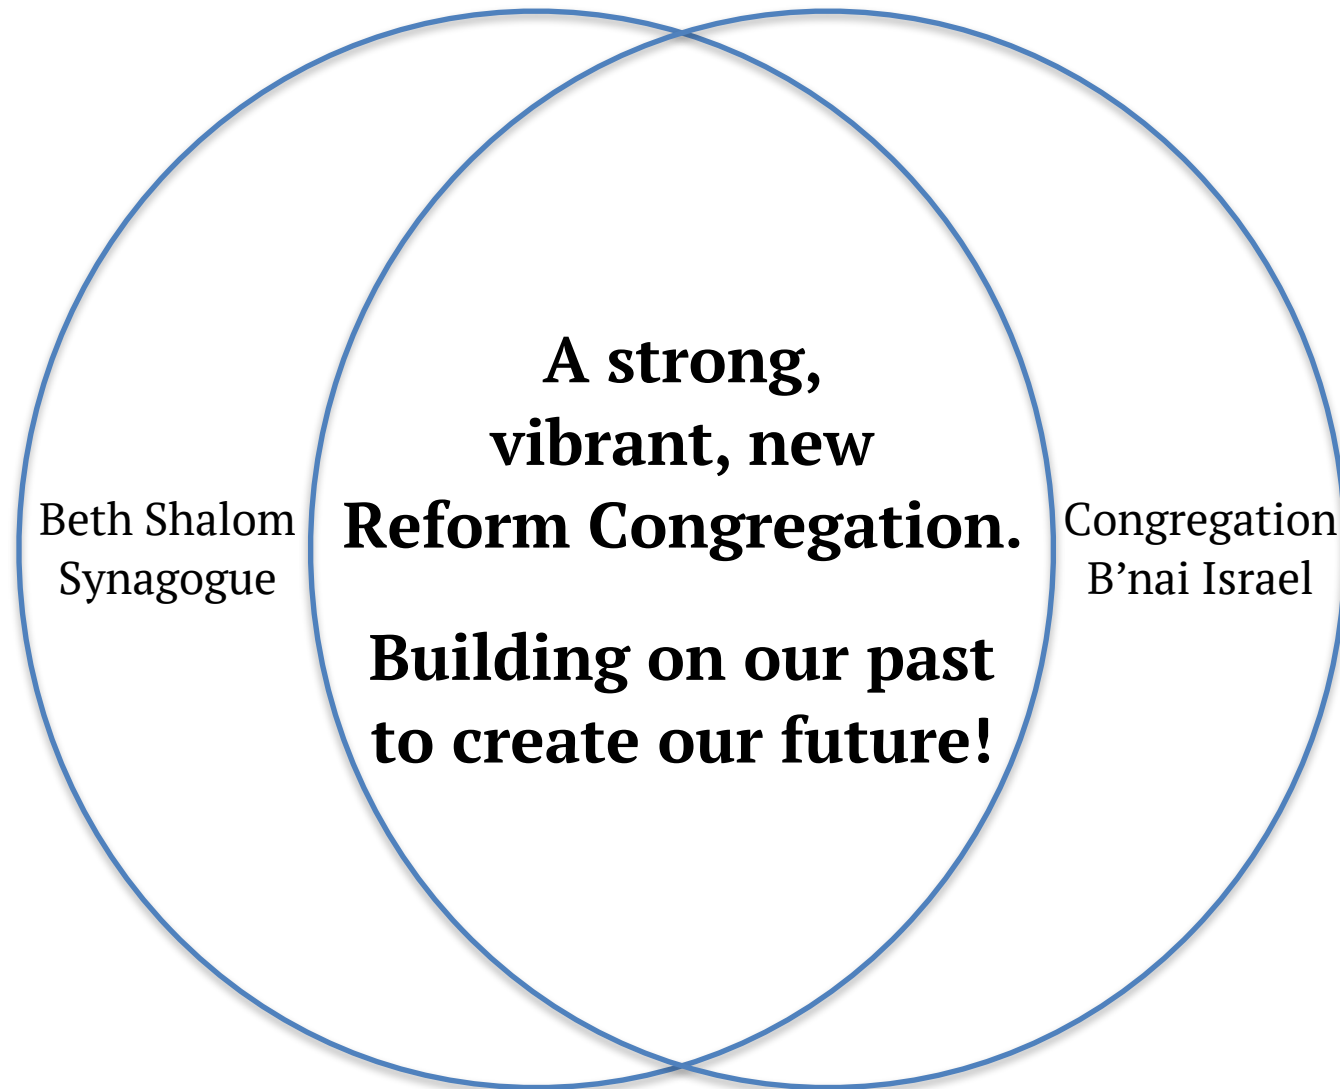 Beth Shalom
Synagogue
A strong,
vibrant, new
Reform Congregation.
Building on our past
to create our future!
Congregation
B’nai Israel